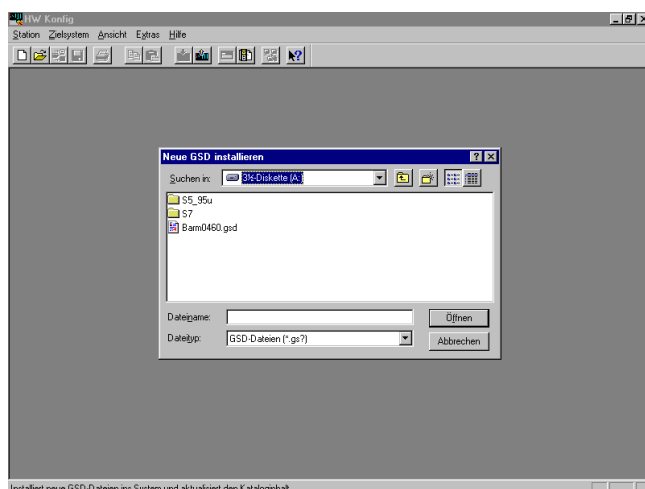 HW Konfig
Station Zielsystem Ansicht Extras Hilfe
Neue GSD installieren
Suchen in: 3½-Diskette (A:)
S5_95u
S7
Barm0460.gsd
Dateiname:
Öffnen
Dateityp: GSD-Dateien (*.gs?)
Abbrechen
Installiert neue GSD-Dateien ins System und aktualisiert den Kataloginhalt.